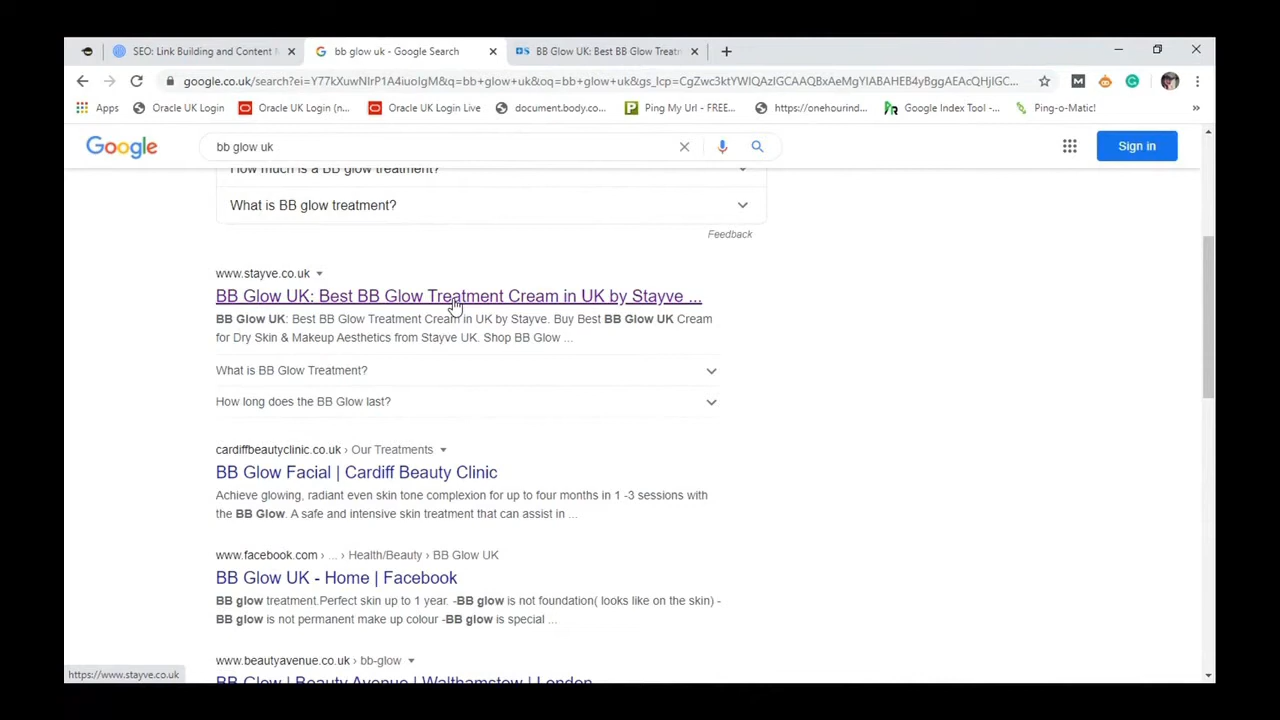 SEO: Link Building and Content
bb glow uk - Google Search
BB Glow UK: Best BB Glow Treatm
google.co.uk/search?ei=Y77kXuwNIrP1A4iuoIgM&q=bb+glow+uk&oq=bb+glow+uk&gs_lcp=CgZwc3ktYWIQAzIGCAAQBxAeMgYIABAHEB4yBggAEAcQHjIGC...
Apps
Oracle UK Login
Oracle UK Login (n...
Oracle UK Login Live
document.body.co...
Ping My Url - FREE...
https://onehourind...
Google Index Tool -...
Ping-o-Matic!
»
Google
bb glow uk
Sign in
How much is a BB glow treatment?
What is BB glow treatment?
Feedback
www.stayve.co.uk
BB Glow UK: Best BB Glow Treatment Cream in UK by Stayve ...
BB Glow UK: Best BB Glow Treatment Cream in UK by Stayve. Buy Best BB Glow UK Cream
for Dry Skin & Makeup Aesthetics from Stayve UK. Shop BB Glow ...
What is BB Glow Treatment?
How long does the BB Glow last?
cardiffbeautyclinic.co.uk › Our Treatments
BB Glow Facial | Cardiff Beauty Clinic
Achieve glowing, radiant even skin tone complexion for up to four months in 1 -3 sessions with
the BB Glow. A safe and intensive skin treatment that can assist in ...
www.facebook.com › ... › Health/Beauty › BB Glow UK
BB Glow UK - Home | Facebook
BB glow treatment.Perfect skin up to 1 year. -BB glow is not foundation( looks like on the skin) -
BB glow is not permanent make up colour -BB glow is special ...
www.beautyavenue.co.uk › bb-glow
BB Glow | Beauty Avenue | Walthamstow | London
https://www.stayve.co.uk